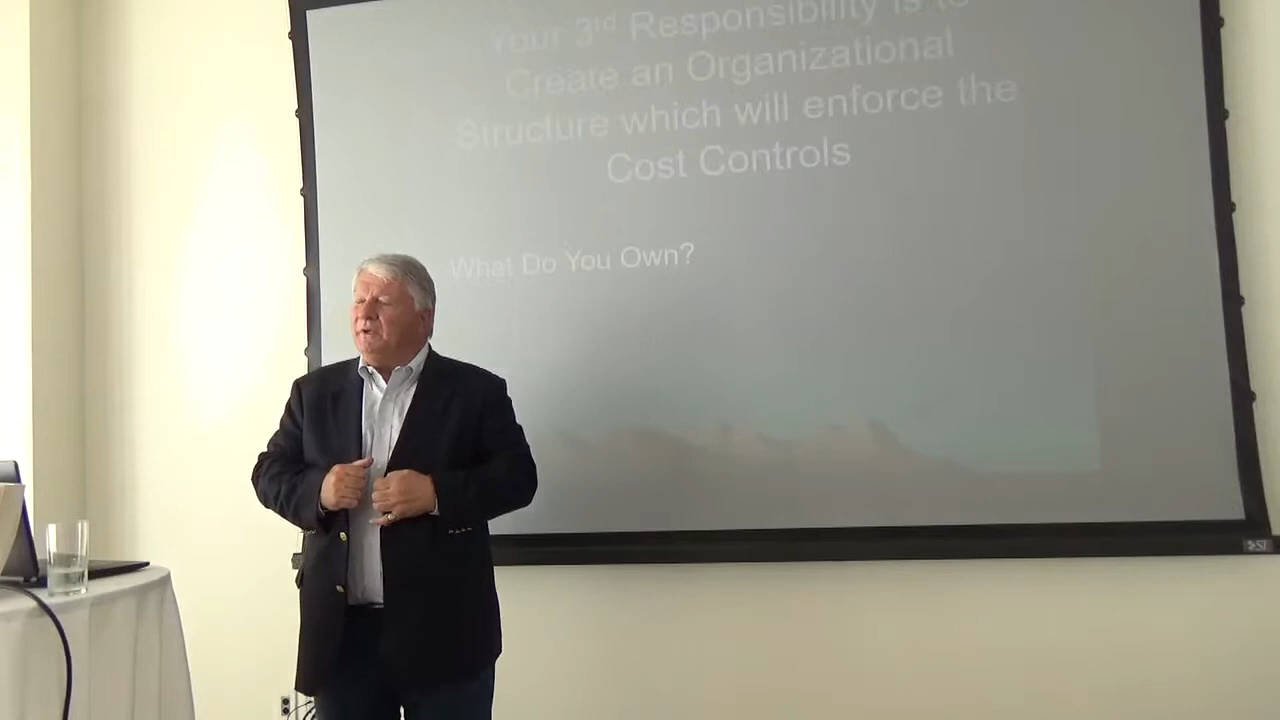 Your 3rd Responsibility is to
Create an Organizational
Structure which will enforce the
Cost Controls
What Do You Own?